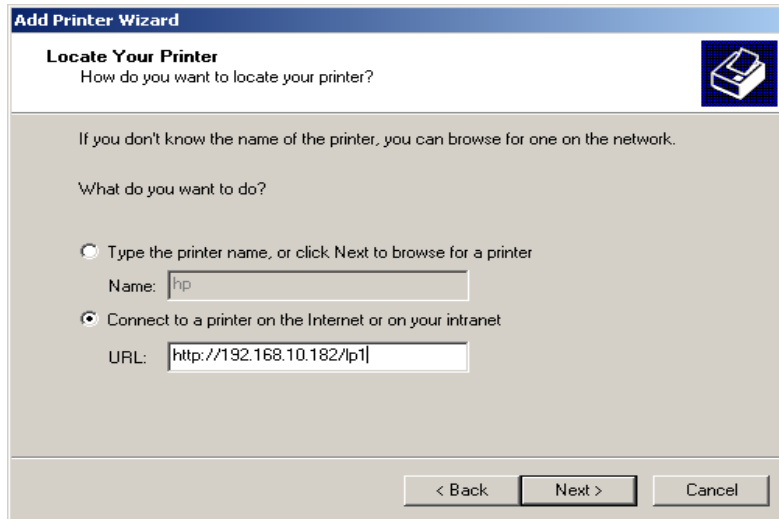 Add Printer Wizard
Locate Your Printer
How do you want to locate your printer?
If you don't know the name of the printer, you can browse for one on the network.
What do you want to do?
Type the printer name, or click Next to browse for a printer
Name: hp
Connect to a printer on the Internet or on your intranet
URL: http://192.168.10.182/lp1
< Back Next > Cancel